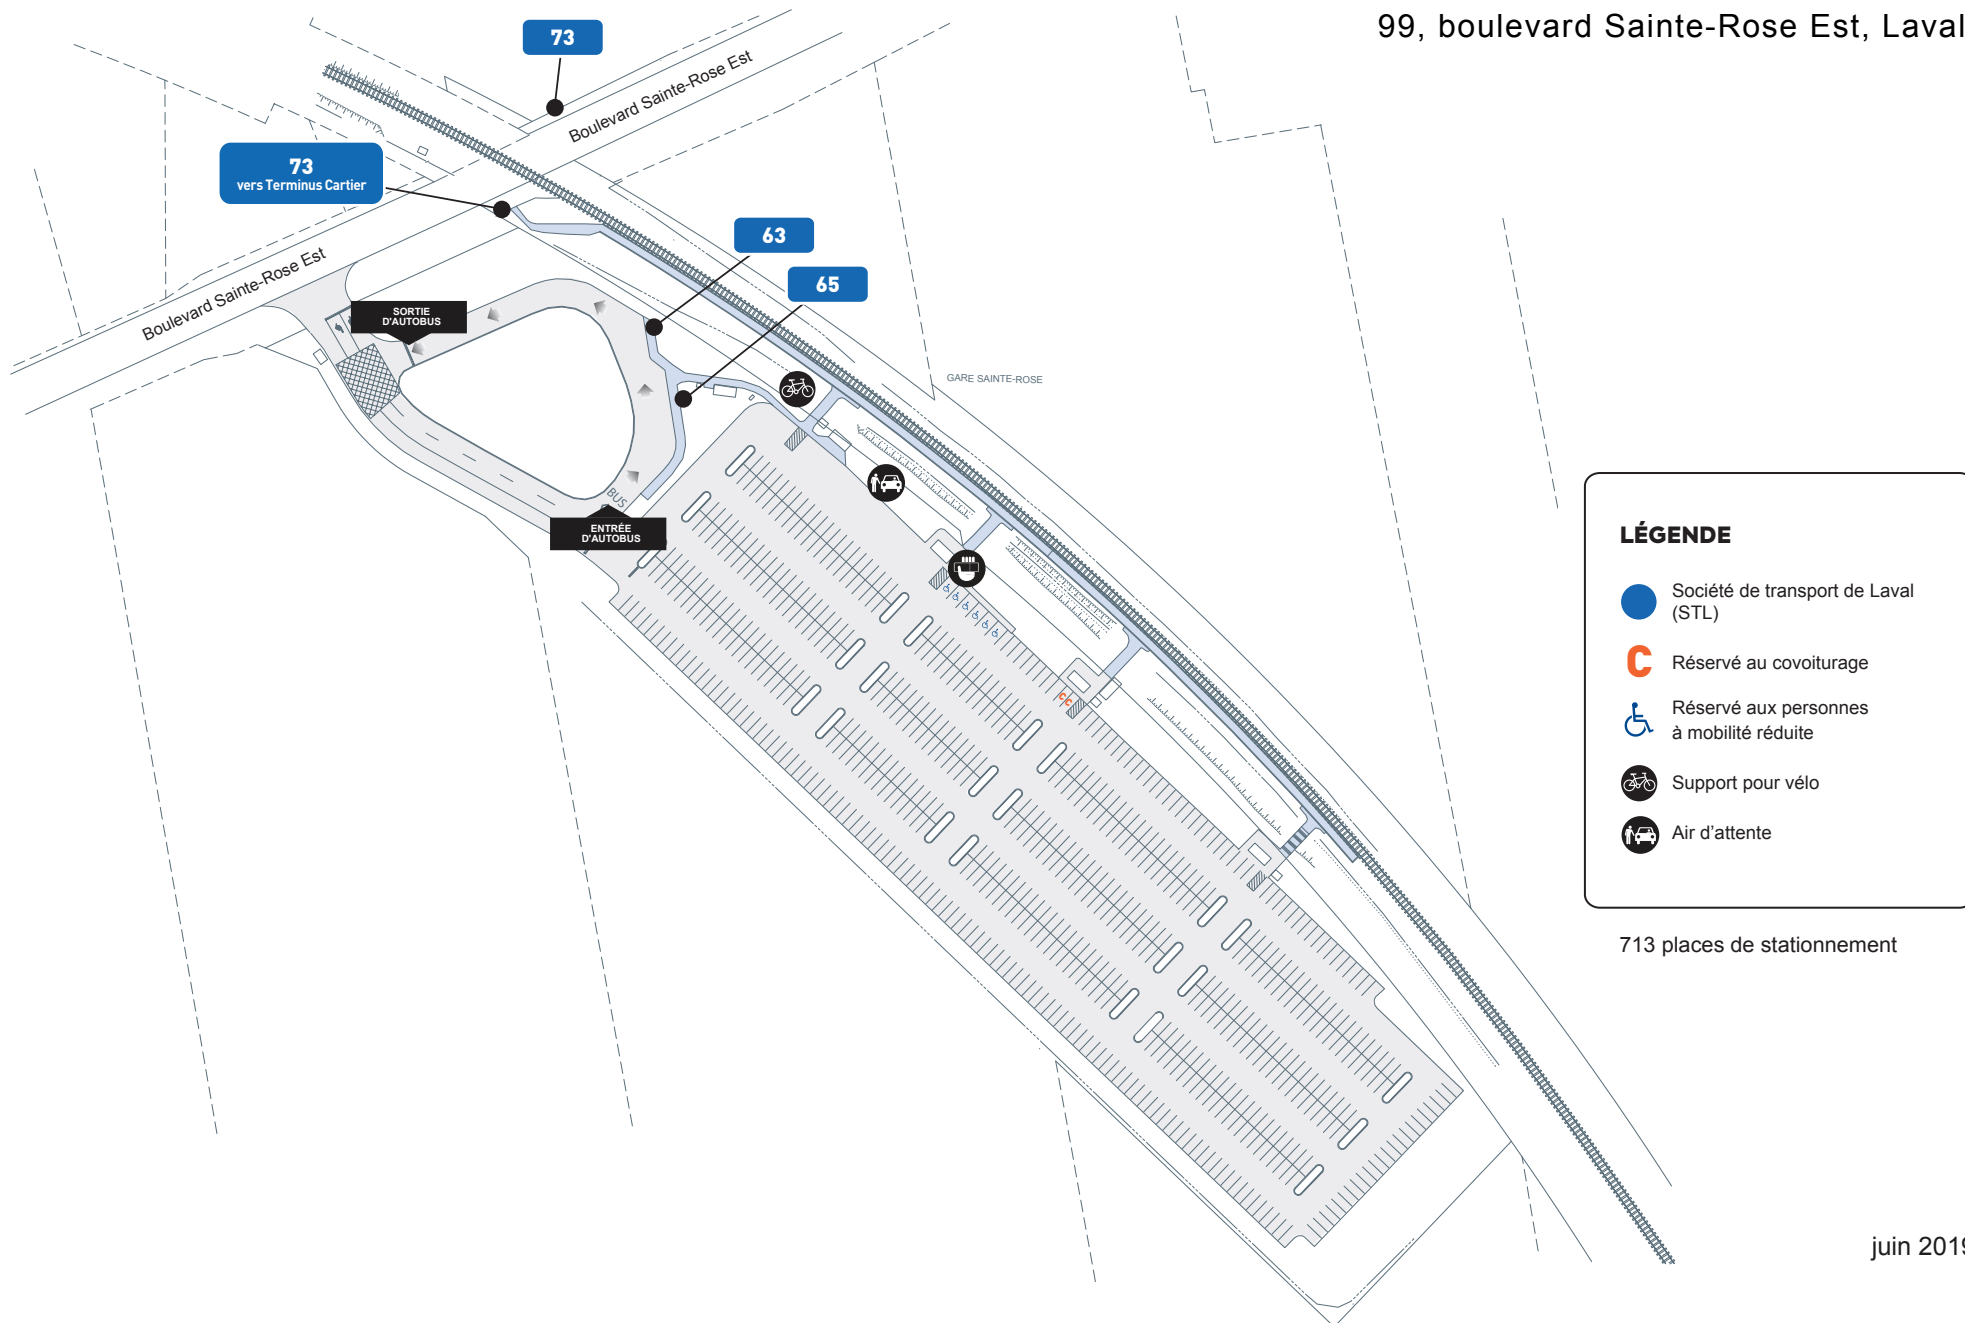 99, boulevard Sainte-Rose Est, Laval
73
Boulevard Sainte-Rose Est
73
vers Terminus Cartier
63
65
Boulevard Sainte-Rose Est
SORTIE
D'AUTOBUS
GARE SAINTE-ROSE
BUS
ENTRÉE
D'AUTOBUS
C C
LÉGENDE
Société de transport de Laval
(STL)
C Réservé au covoiturage
Réservé aux personnes
à mobilité réduite
Support pour vélo
Air d'attente
713 places de stationnement
juin 2019